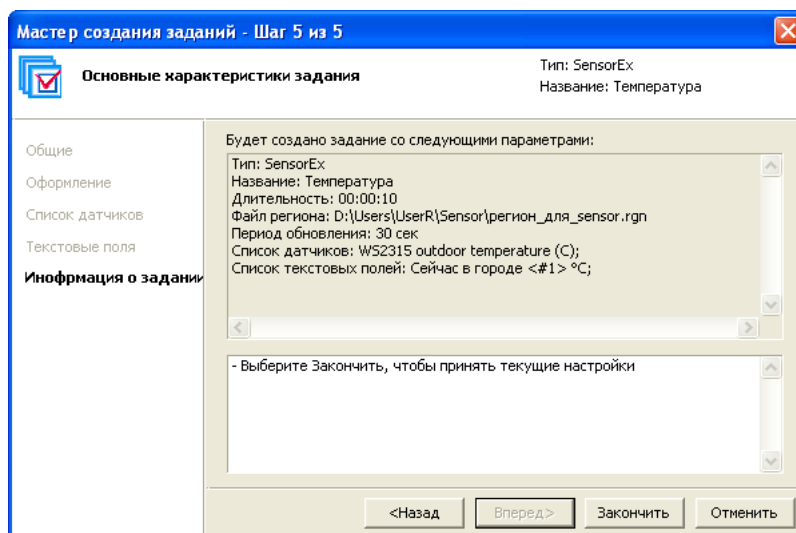 Мастер создания заданий - Шаг 5 из 5
Основные характеристики задания
Тип: SensorEx
Название: Температура
Общие
Оформление
Список датчиков
Текстовые поля
Инофрмация о задании
Будет создано задание со следующими параметрами:
Тип: SensorEx
Название: Температура
Длительность: 00:00:10
Файл региона: D:\Users\UserR\Sensor\регион_для_sensor.rgn
Период обновления: 30 сек
Список датчиков: WS2315 outdoor temperature (C);
Список текстовых полей: Сейчас в городе <#1> °C;
- Выберите Закончить, чтобы принять текущие настройки
<Назад
Вперед>
Закончить
Отменить